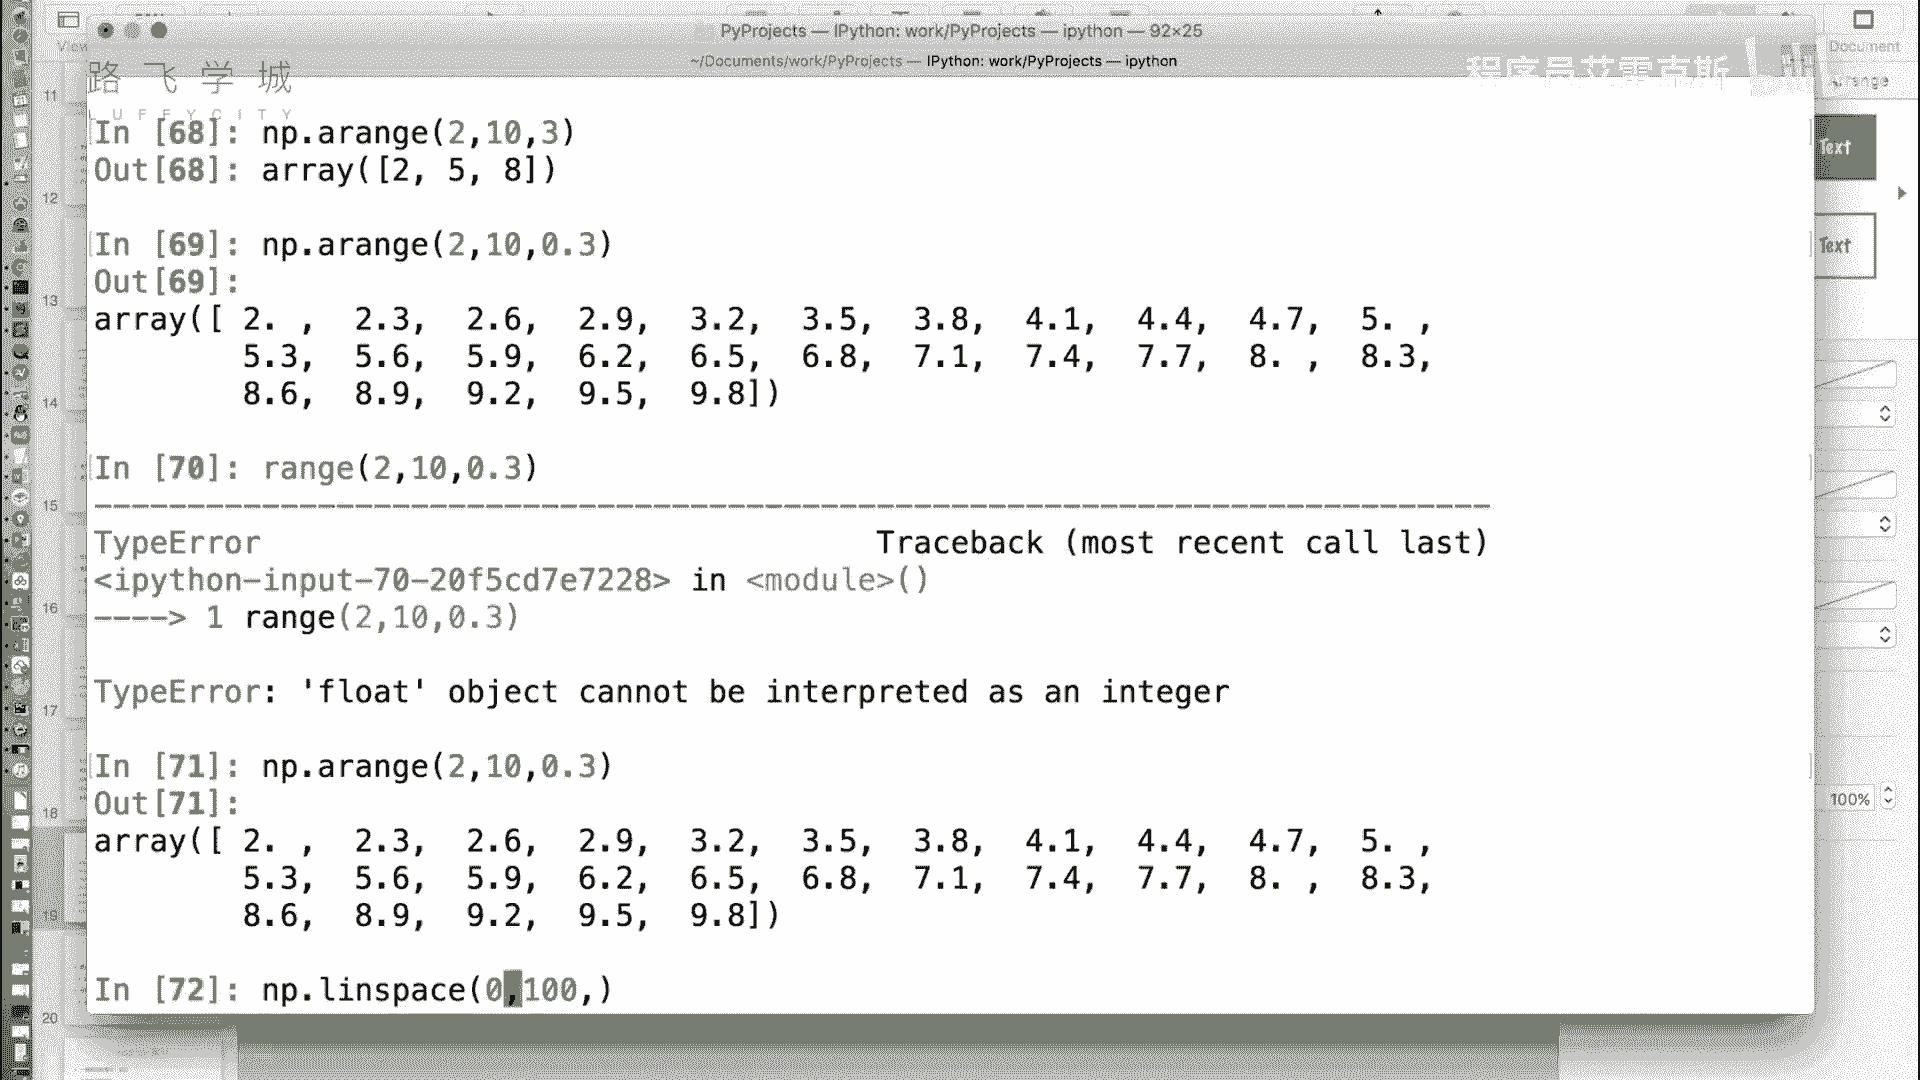 PyProjects — IPython: work/PyProjects — ipython — 92×25
~/Documents/work/PyProjects — IPython: work/PyProjects — ipython
View
Document
路飞学城
LUFFYCITY
程序员艾雷克斯
In [68]: np.arange(2,10,3)
Out[68]: array([2, 5, 8])
In [69]: np.arange(2,10,0.3)
Out[69]:
array([ 2. ,  2.3,  2.6,  2.9,  3.2,  3.5,  3.8,  4.1,  4.4,  4.7,  5. ,
5.3,  5.6,  5.9,  6.2,  6.5,  6.8,  7.1,  7.4,  7.7,  8. ,  8.3,
8.6,  8.9,  9.2,  9.5,  9.8])
In [70]: range(2,10,0.3)
---------------------------------------------------------------------------
TypeError                                 Traceback (most recent call last)
<ipython-input-70-20f5cd7e7228> in <module>()
----> 1 range(2,10,0.3)
TypeError: 'float' object cannot be interpreted as an integer
In [71]: np.arange(2,10,0.3)
Out[71]:
array([ 2. ,  2.3,  2.6,  2.9,  3.2,  3.5,  3.8,  4.1,  4.4,  4.7,  5. ,
5.3,  5.6,  5.9,  6.2,  6.5,  6.8,  7.1,  7.4,  7.7,  8. ,  8.3,
8.6,  8.9,  9.2,  9.5,  9.8])
In [72]: np.linspace(0,100,)
11
12
13
14
15
16
17
18
19
20
Text
Text
100%